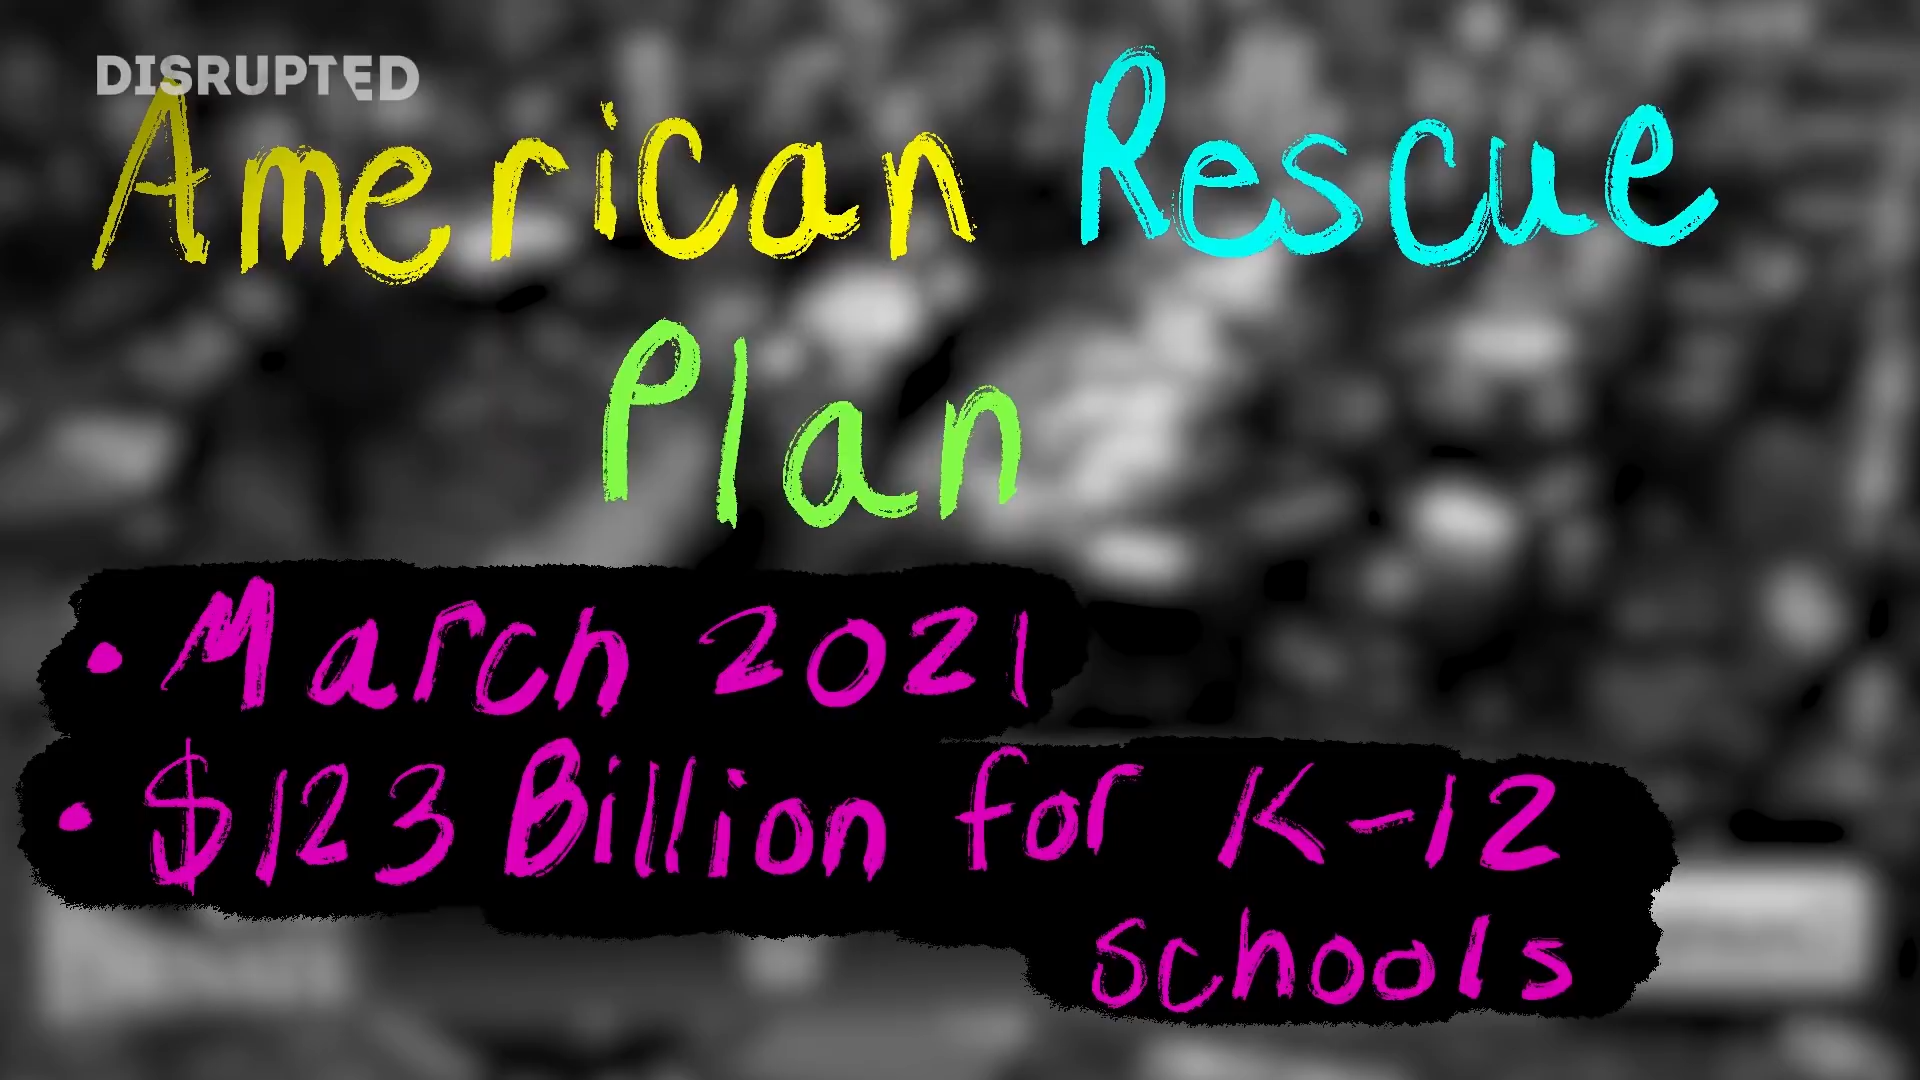 DISRUPTED
American Rescue
Plan
• March 2021
• $123 Billion for K-12
schools